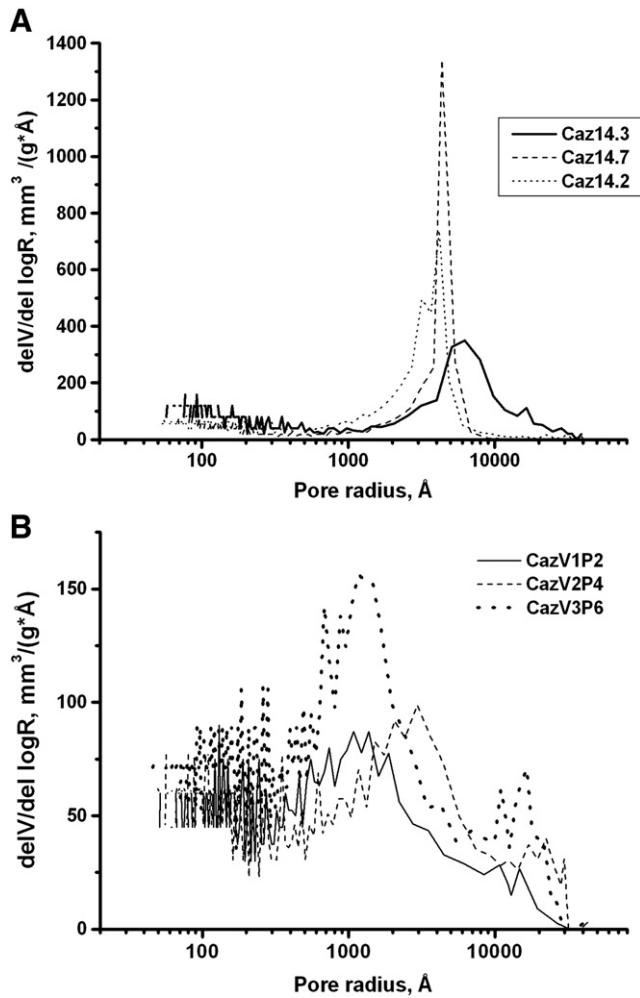 A
1400
1200
1000
800
600
400
200
0
delV/del logR, mm³ /(g*Å)
Caz14.3
Caz14.7
Caz14.2
100 1000 10000
Pore radius, Å
B
150
100
50
0
delV/del logR, mm³/(g*Å)
CazV1P2
CazV2P4
CazV3P6
100 1000 10000
Pore radius, Å